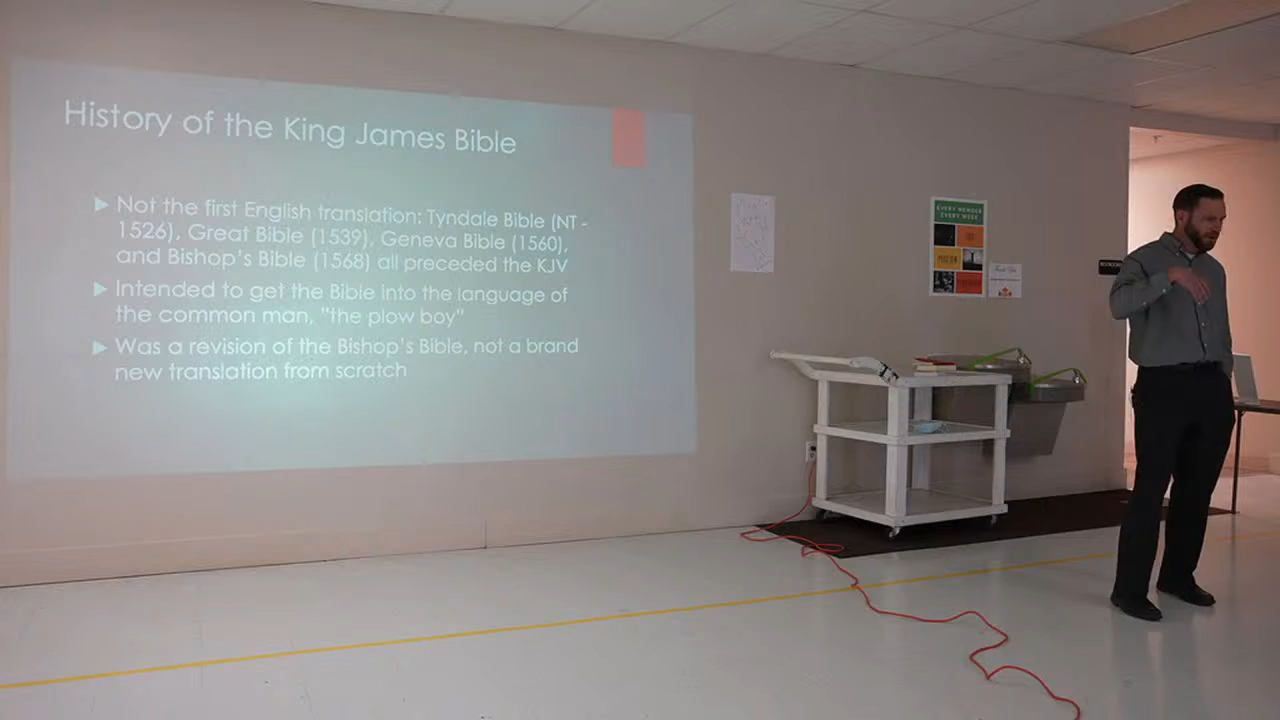 History of the King James Bible
Not the first English translation: Tyndale Bible (NT -
1526), Great Bible (1539), Geneva Bible (1560),
and Bishop's Bible (1568) all preceded the KJV
Intended to get the Bible into the language of
the common man, "the plow boy"
Was a revision of the Bishop's Bible, not a brand
new translation from scratch
EVERY MEMBER
EVERY WEEK